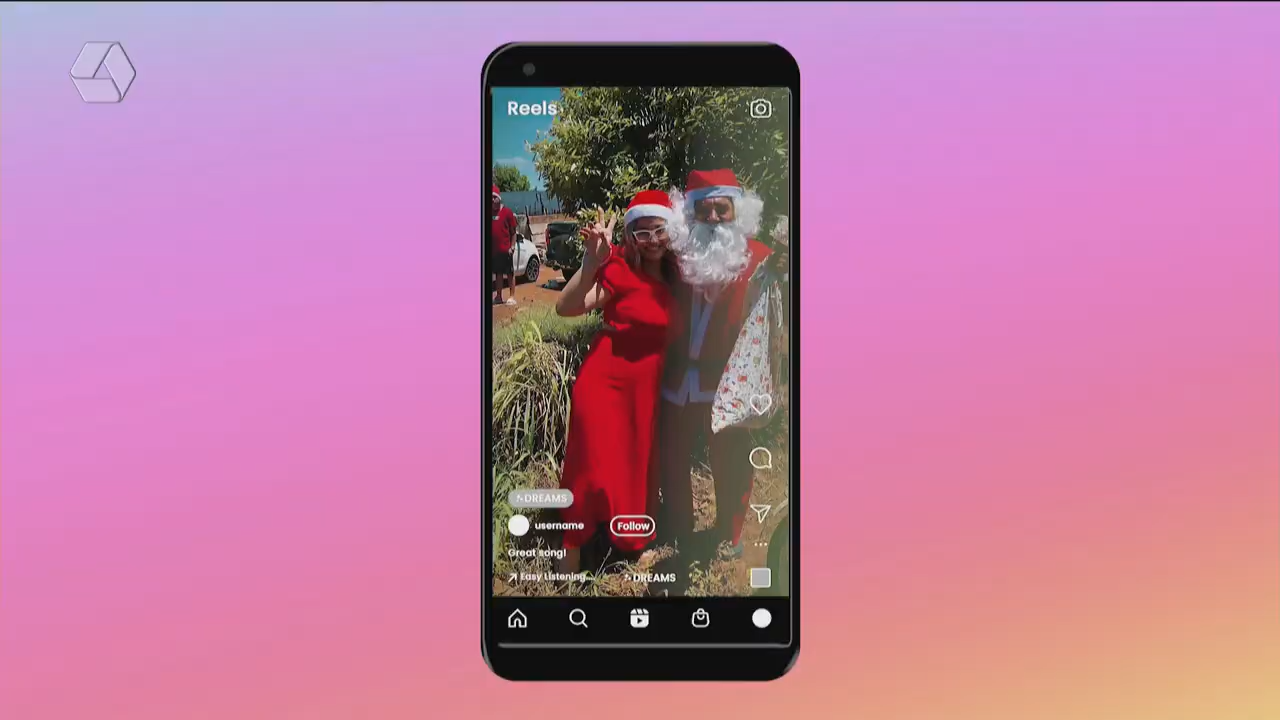 Reels
DREAMS
username
Follow
Great song!
Easy Listening...
DREAMS